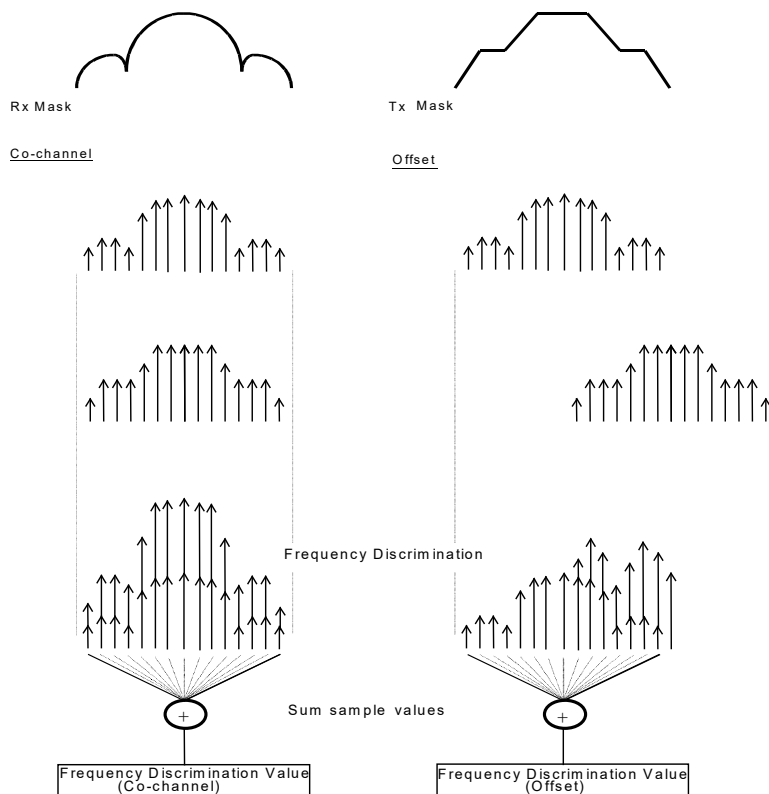 Rx Mask
Tx Mask
Co-channel
Offset
Frequency Discrimination
Sum sample values
+
+
Frequency Discrimination Value
(Co-channel)
Frequency Discrimination Value
(Offset)